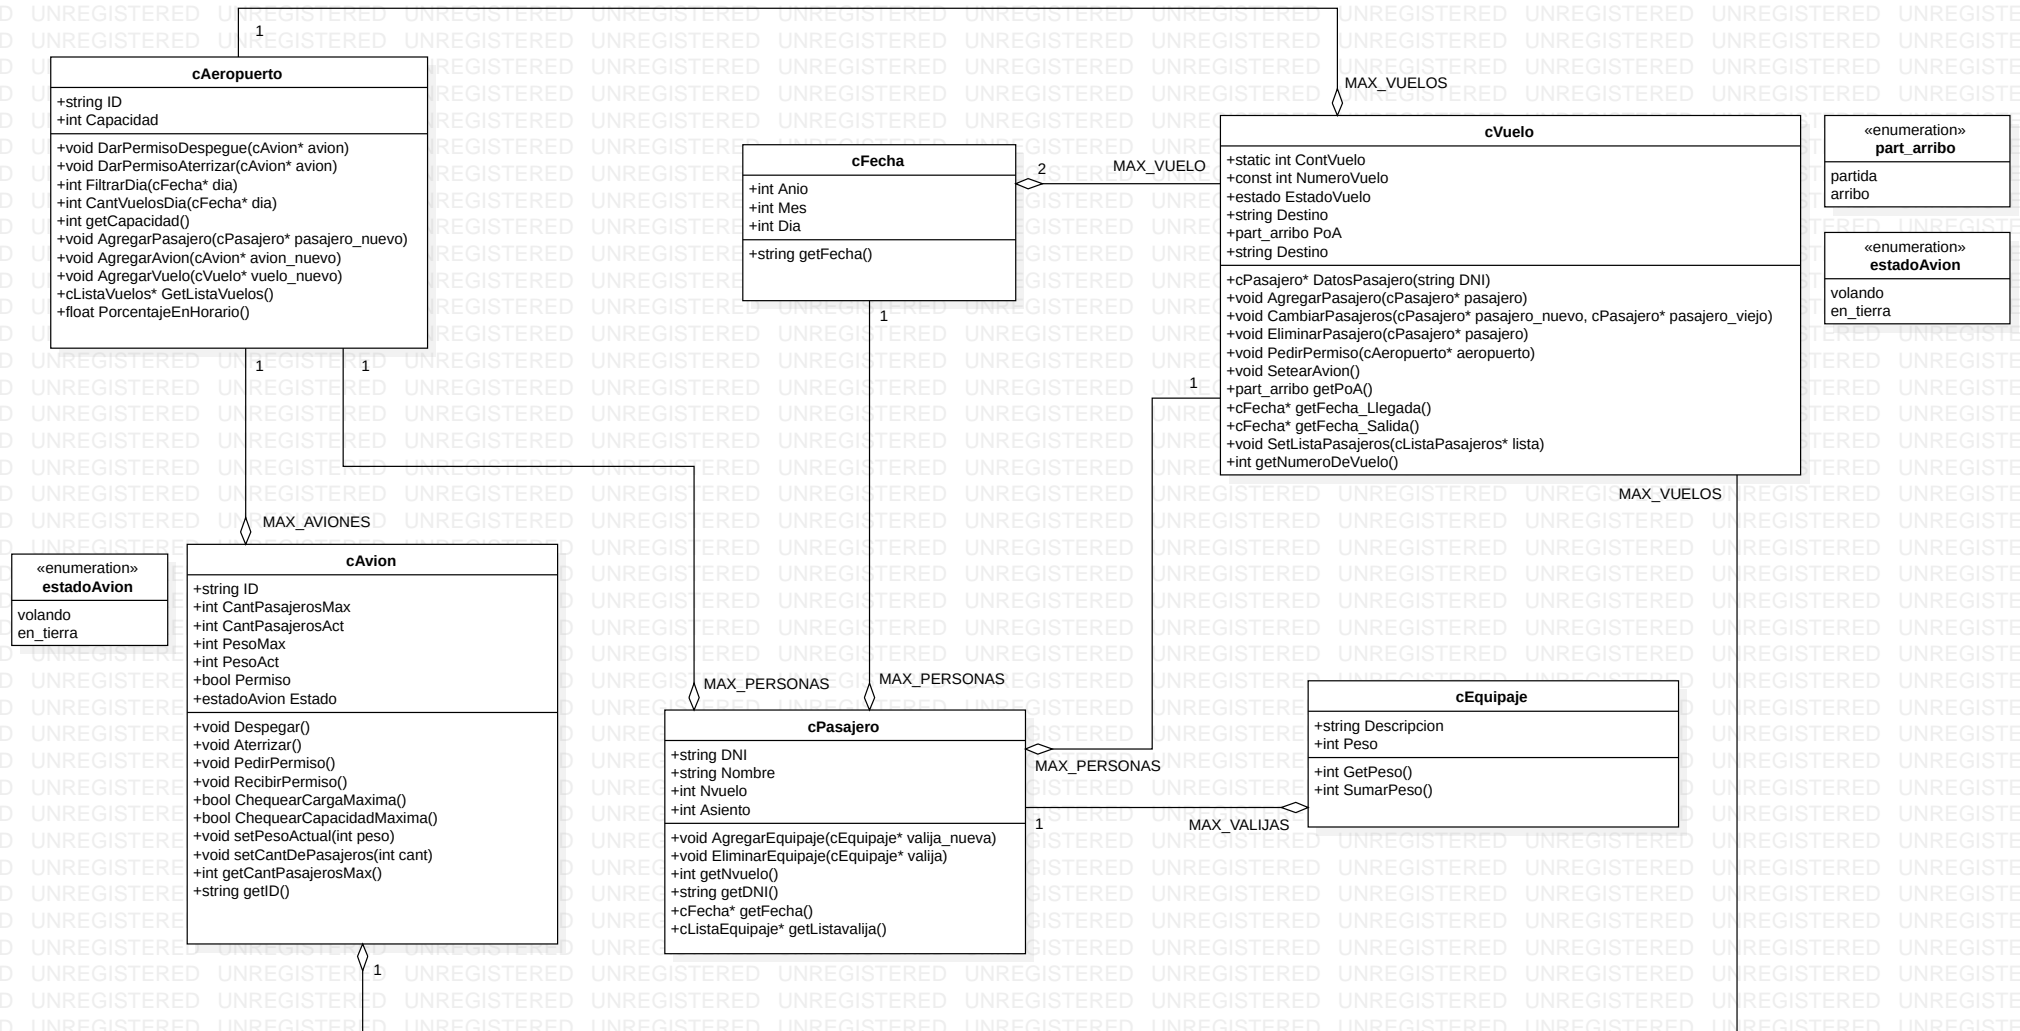 1
cAeropuerto
+string ID
+int Capacidad
+void DarPermisoDespegue(cAvion* avion)
+void DarPermisoAterrizar(cAvion* avion)
+int FiltrarDia(cFecha* dia)
+int CantVuelosDia(cFecha* dia)
+int getCapacidad()
+void AgregarPasajero(cPasajero* pasajero_nuevo)
+void AgregarAvion(cAvion* avion_nuevo)
+void AgregarVuelo(cVuelo* vuelo_nuevo)
+cListaVuelos* GetListaVuelos()
+float PorcentajeEnHorario()
1
1
cFecha
+int Anio
+int Mes
+int Dia
+string getFecha()
2
MAX_VUELO
1
MAX_VUELOS
cVuelo
+static int ContVuelo
+const int NumeroVuelo
+estado EstadoVuelo
+string Destino
+part_arribo PoA
+string Destino
+cPasajero* DatosPasajero(string DNI)
+void AgregarPasajero(cPasajero* pasajero)
+void CambiarPasajeros(cPasajero* pasajero_nuevo, cPasajero* pasajero_viejo)
+void EliminarPasajero(cPasajero* pasajero)
+void PedirPermiso(cAeropuerto* aeropuerto)
+void SetearAvion()
+part_arribo getPoA()
+cFecha* getFecha_Llegada()
+cFecha* getFecha_Salida()
+void SetListaPasajeros(cListaPasajeros* lista)
+int getNumeroDeVuelo()
1
MAX_VUELOS
«enumeration»
part_arribo
partida
arribo
«enumeration»
estadoAvion
volando
en_tierra
«enumeration»
estadoAvion
volando
en_tierra
MAX_AVIONES
cAvion
+string ID
+int CantPasajerosMax
+int CantPasajerosAct
+int PesoMax
+int PesoAct
+bool Permiso
+estadoAvion Estado
+void Despegar()
+void Aterrizar()
+void PedirPermiso()
+void RecibirPermiso()
+bool ChequearCargaMaxima()
+bool ChequearCapacidadMaxima()
+void setPesoActual(int peso)
+void setCantDePasajeros(int cant)
+int getCantPasajerosMax()
+string getID()
1
MAX_PERSONAS
MAX_PERSONAS
cPasajero
+string DNI
+string Nombre
+int Nvuelo
+int Asiento
+void AgregarEquipaje(cEquipaje* valija_nueva)
+void EliminarEquipaje(cEquipaje* valija)
+int getNvuelo()
+string getDNI()
+cFecha* getFecha()
+cListaEquipaje* getListavalija()
MAX_PERSONAS
1
MAX_VALIJAS
cEquipaje
+string Descripcion
+int Peso
+int GetPeso()
+int SumarPeso()